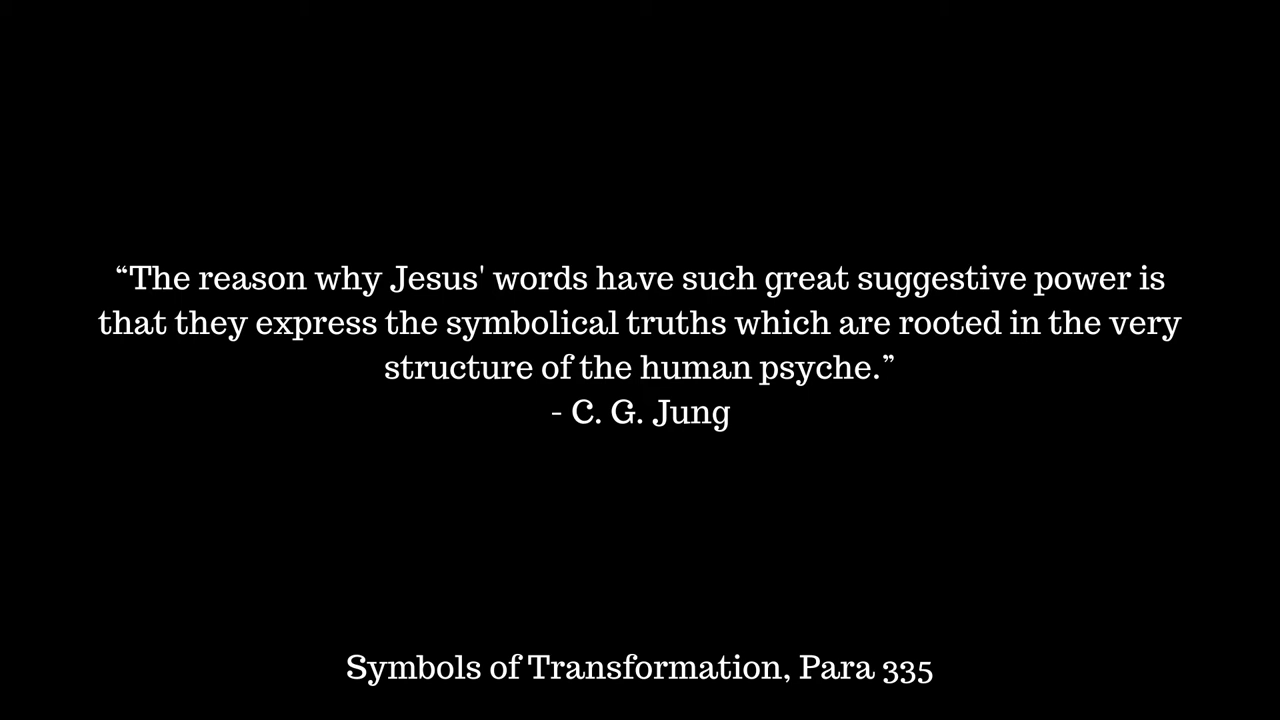 “The reason why Jesus' words have such great suggestive power is
that they express the symbolical truths which are rooted in the very
structure of the human psyche.”
- C. G. Jung
Symbols of Transformation, Para 335